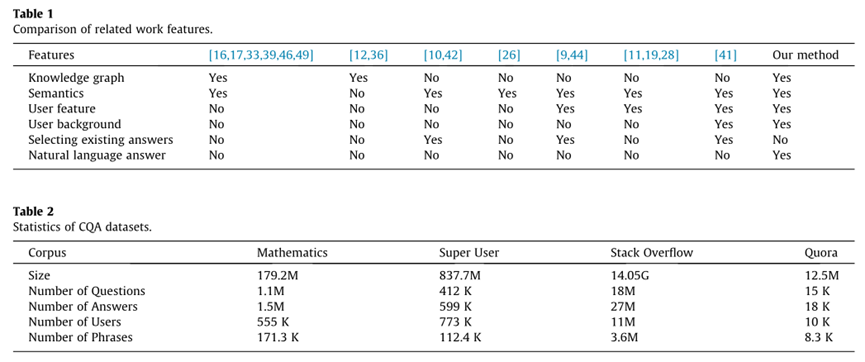 Table 1
Comparison of related work features.
Features [16,17,33,39,46,49] [12,36] [10,42] [26] [9,44] [11,19,28] [41] Our method
Knowledge graph Yes Yes No No No No No Yes
Semantics Yes No Yes Yes Yes Yes Yes Yes
User feature No No No No Yes Yes Yes Yes
User background No No No No No No Yes Yes
Selecting existing answers No No Yes No Yes No Yes No
Natural language answer No No No No No No No Yes
Table 2
Statistics of CQA datasets.
Corpus Mathematics Super User Stack Overflow Quora
Size 179.2M 837.7M 14.05G 12.5M
Number of Questions 1.1M 412 K 18M 15 K
Number of Answers 1.5M 599 K 27M 18 K
Number of Users 555 K 773 K 11M 10 K
Number of Phrases 171.3 K 112.4 K 3.6M 8.3 K